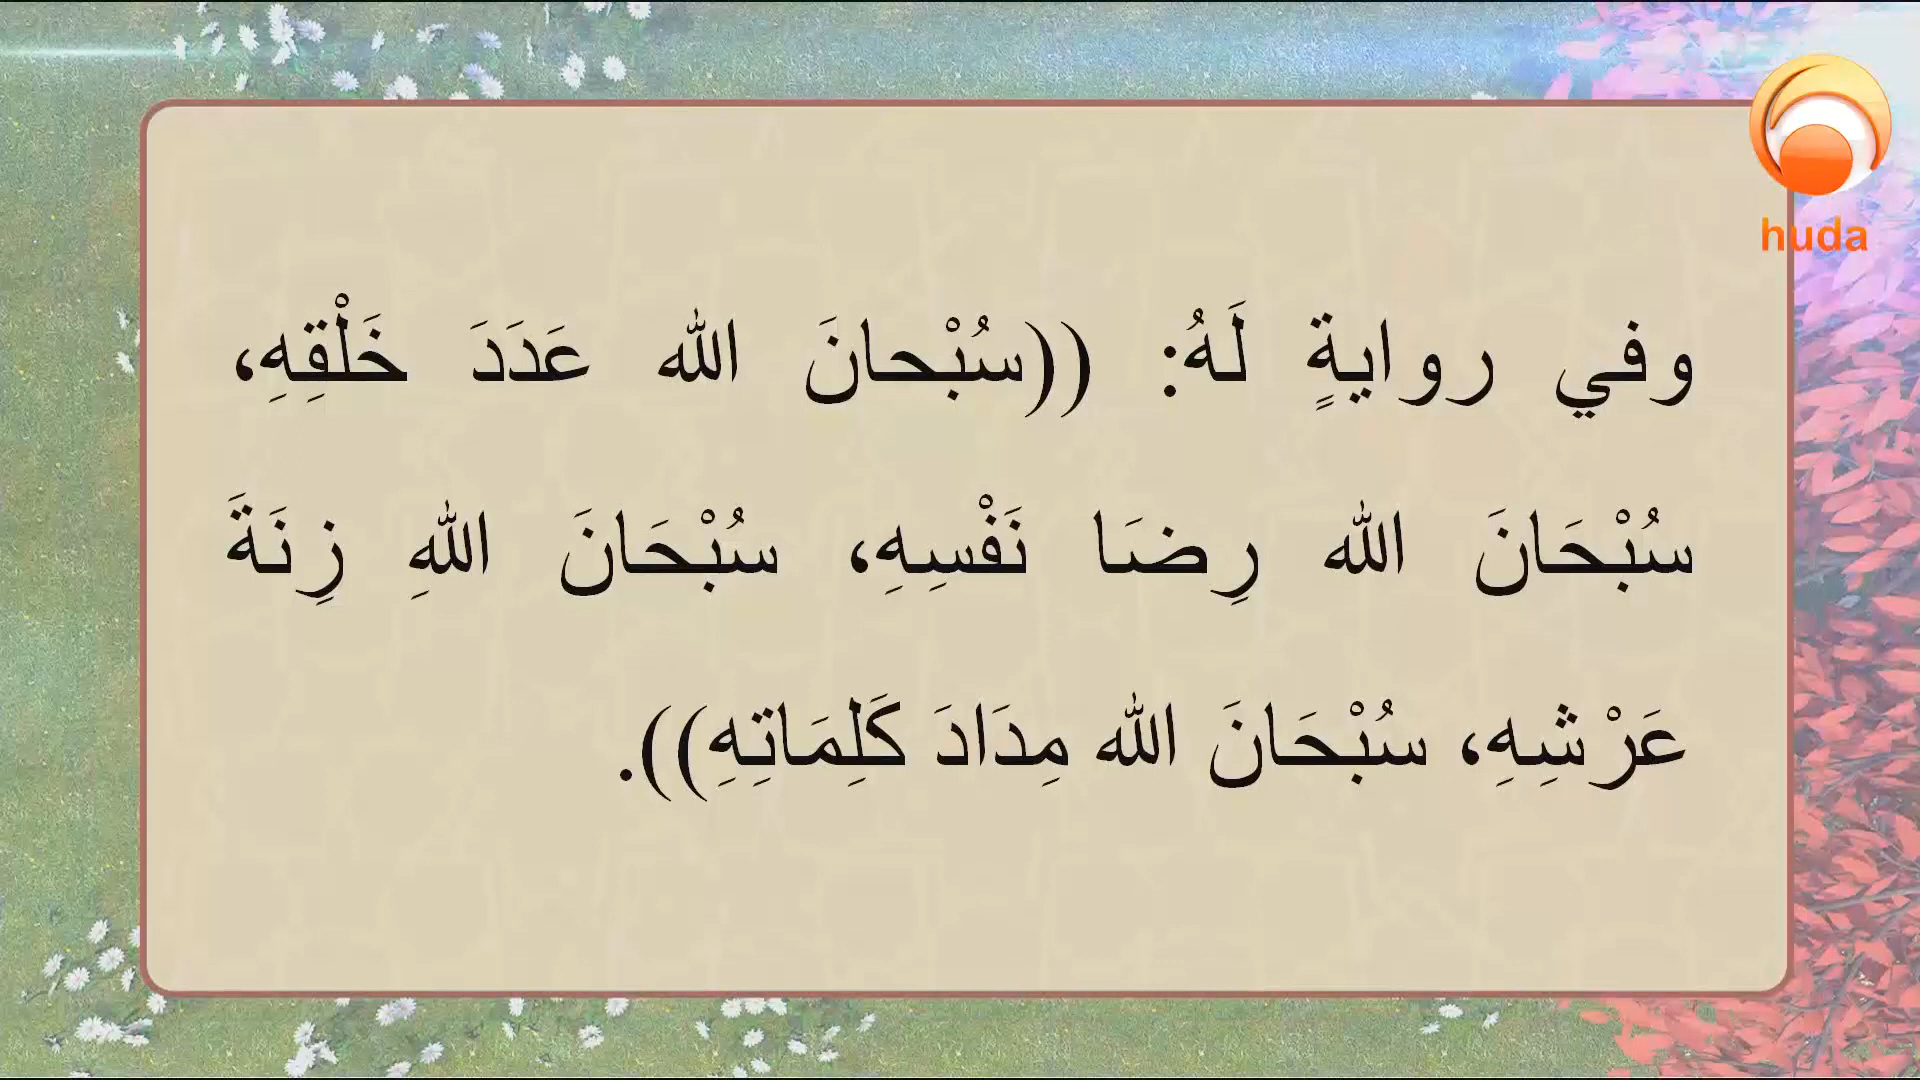 huda
وفي روايةٍ لَهُ: ((سُبْحانَ الله عَدَدَ خَلْقِهِ،
سُبْحَانَ الله رِضَا نَفْسِهِ، سُبْحَانَ اللهِ زِنَةَ
عَرْشِهِ، سُبْحَانَ الله مِدَادَ كَلِمَاتِهِ)).